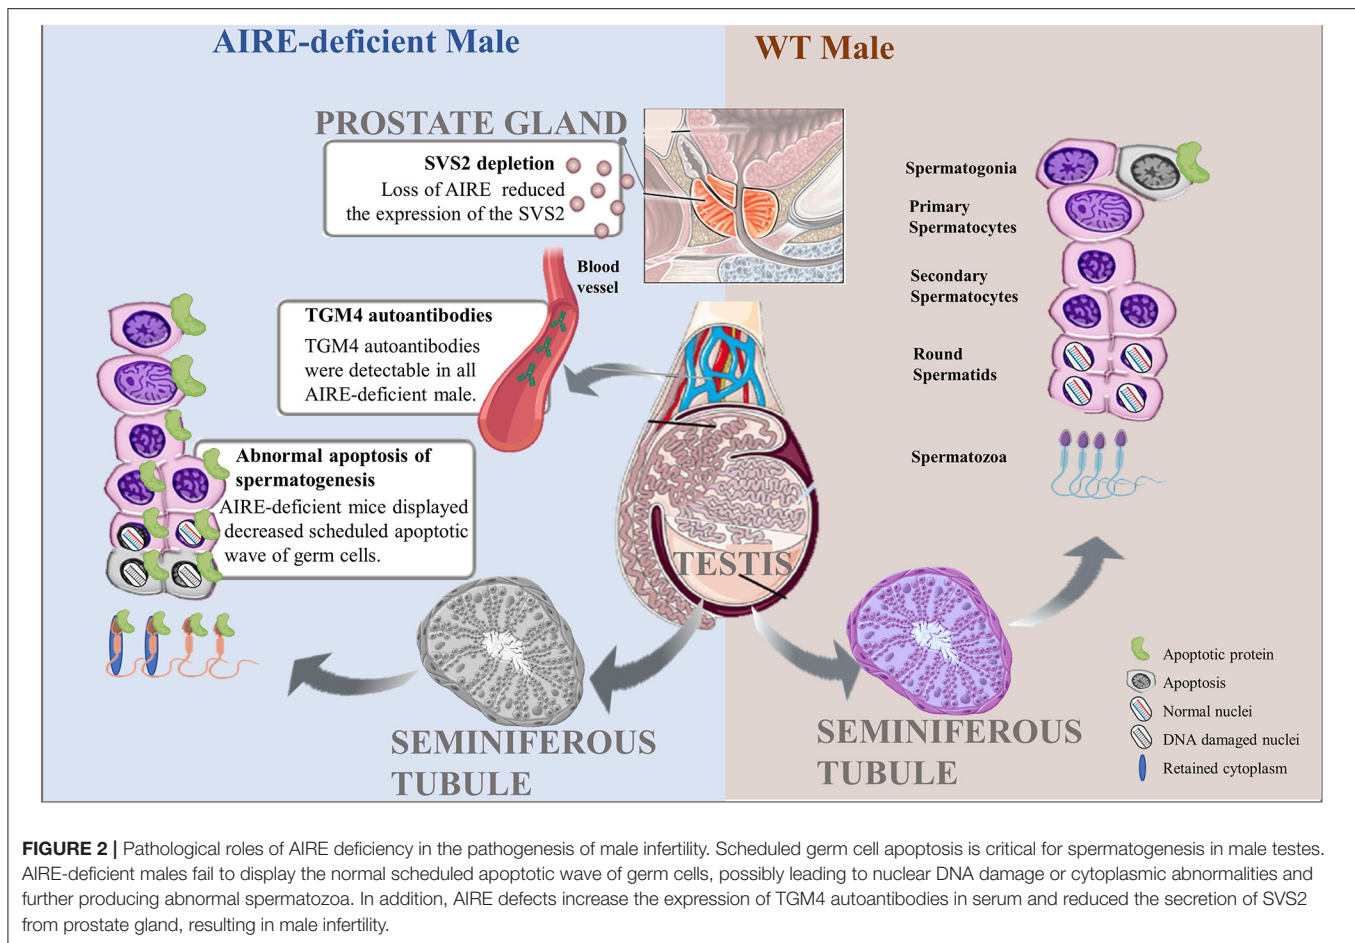 AIRE-deficient Male
WT Male
PROSTATE GLAND
SVS2 depletion
Loss of AIRE reduced
the expression of the SVS2
Blood
vessel
TGM4 autoantibodies
TGM4 autoantibodies
were detectable in all
AIRE-deficient male.
Abnormal apoptosis of
spermatogenesis
AIRE-deficient mice displayed
decreased scheduled apoptotic
wave of germ cells.
TESTIS
SEMINIFEROUS
TUBULE
SEMINIFEROUS
TUBULE
Spermatogonia
Primary
Spermatocytes
Secondary
Spermatocytes
Round
Spermatids
Spermatozoa
Apoptotic protein
Apoptosis
Normal nuclei
DNA damaged nuclei
Retained cytoplasm
FIGURE 2 | Pathological roles of AIRE deficiency in the pathogenesis of male infertility. Scheduled germ cell apoptosis is critical for spermatogenesis in male testes.
AIRE-deficient males fail to display the normal scheduled apoptotic wave of germ cells, possibly leading to nuclear DNA damage or cytoplasmic abnormalities and
further producing abnormal spermatozoa. In addition, AIRE defects increase the expression of TGM4 autoantibodies in serum and reduced the secretion of SVS2
from prostate gland, resulting in male infertility.